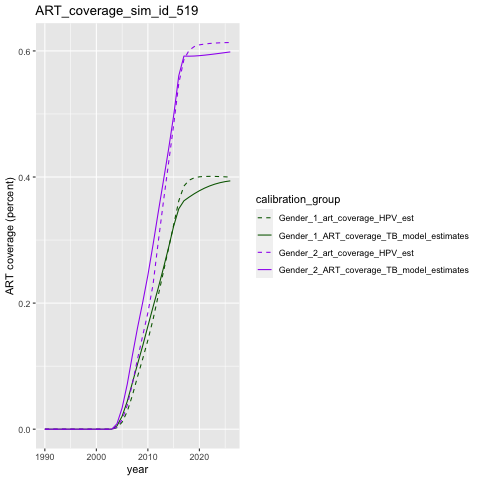 ART_coverage_sim_id_519
ART coverage (percent)
0.6
0.4
0.2
0.0
1990
2000
2010
2020
year
calibration_group
Gender_1_art_coverage_HPV_est
Gender_1_ART_coverage_TB_model_estimates
Gender_2_art_coverage_HPV_est
Gender_2_ART_coverage_TB_model_estimates